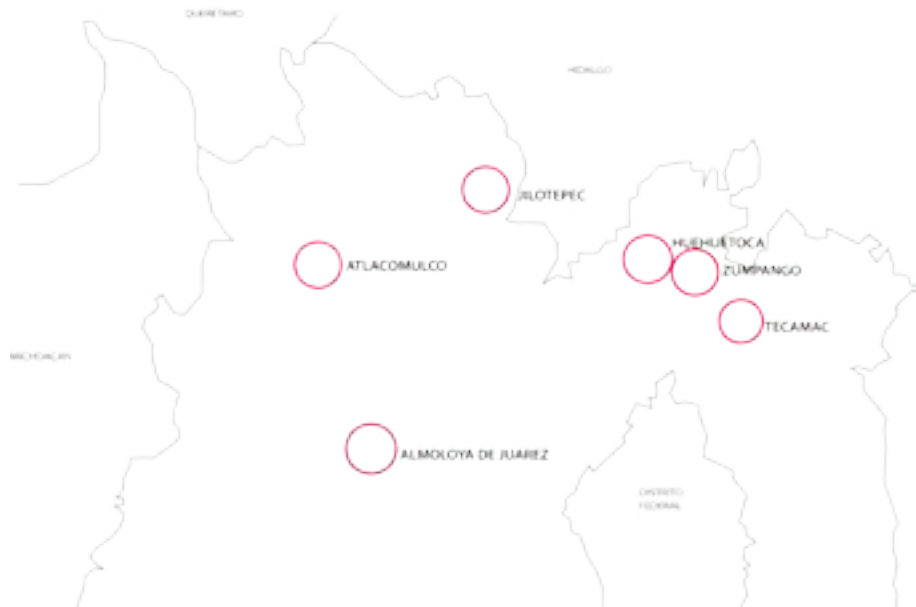 QUERETARO
HIDALGO
JILOTEPEC
HUEHUETOCA
ATLACOMULCO
ZUMPANGO
TECAMAC
MICHOACAN
ALMOLOYA DE JUAREZ
DISTRITO
FEDERAL